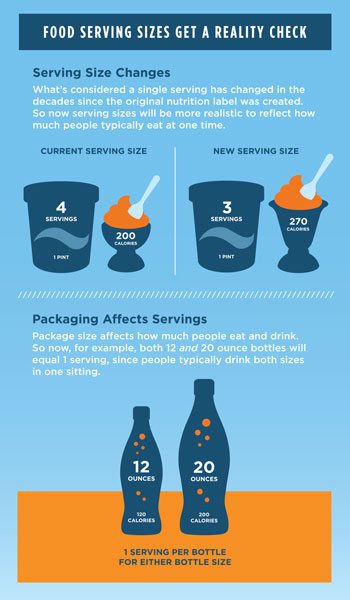 FOOD SERVING SIZES GET A REALITY CHECK
Serving Size Changes
What's considered a single serving has changed in the
decades since the original nutrition label was created.
So now serving sizes will be more realistic to reflect how
much people typically eat at one time.
CURRENT SERVING SIZE
4
SERVINGS
1 PINT
200
CALORIES
NEW SERVING SIZE
3
SERVINGS
1 PINT
270
CALORIES
Packaging Affects Servings
Package size affects how much people eat and drink.
So now, for example, both 12 and 20 ounce bottles will
equal 1 serving, since people typically drink both sizes
in one sitting.
12
OUNCES
120
CALORIES
20
OUNCES
200
CALORIES
1 SERVING PER BOTTLE
FOR EITHER BOTTLE SIZE